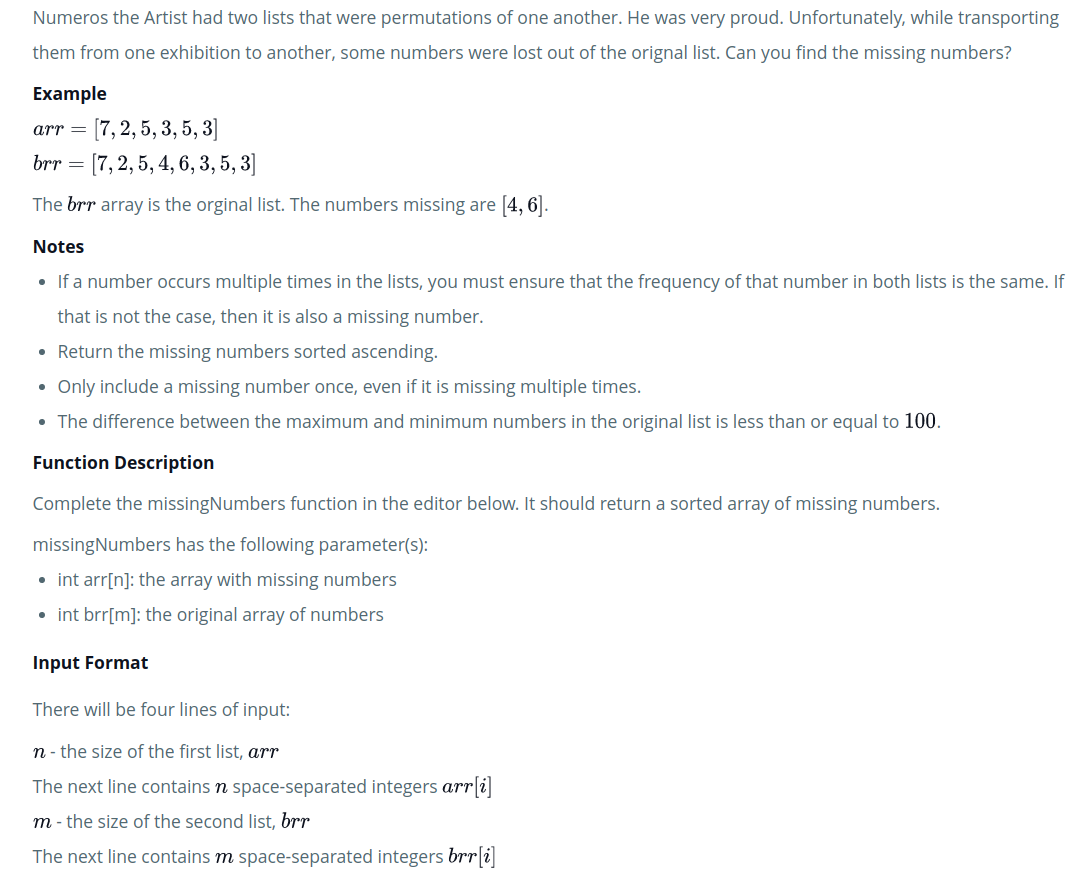 Numeros the Artist had two lists that were permutations of one another. He was very proud. Unfortunately, while transporting
them from one exhibition to another, some numbers were lost out of the orignal list. Can you find the missing numbers?
Example
arr = [7, 2, 5, 3, 5, 3]
brr = [7, 2, 5, 4, 6, 3, 5, 3]
The brr array is the orginal list. The numbers missing are [4, 6].
Notes
• If a number occurs multiple times in the lists, you must ensure that the frequency of that number in both lists is the same. If
that is not the case, then it is also a missing number.
• Return the missing numbers sorted ascending.
• Only include a missing number once, even if it is missing multiple times.
• The difference between the maximum and minimum numbers in the original list is less than or equal to 100.
Function Description
Complete the missingNumbers function in the editor below. It should return a sorted array of missing numbers.
missingNumbers has the following parameter(s):
• int arr[n]: the array with missing numbers
• int brr[m]: the original array of numbers
Input Format
There will be four lines of input:
n - the size of the first list, arr
The next line contains n space-separated integers arr[i]
m - the size of the second list, brr
The next line contains m space-separated integers brr[i]